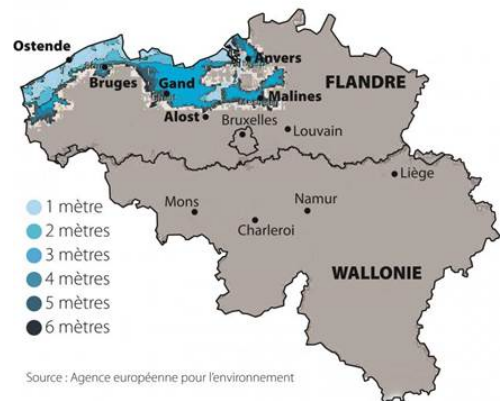 Ostende
Anvers
FLANDRE
Bruges
Gand
Malines
Alost
Bruxelles
Louvain
Liège
1 mètre
2 mètres
3 mètres
4 mètres
5 mètres
6 mètres
Mons
Namur
Charleroi
WALLONIE
Source : Agence européenne pour l'environnement